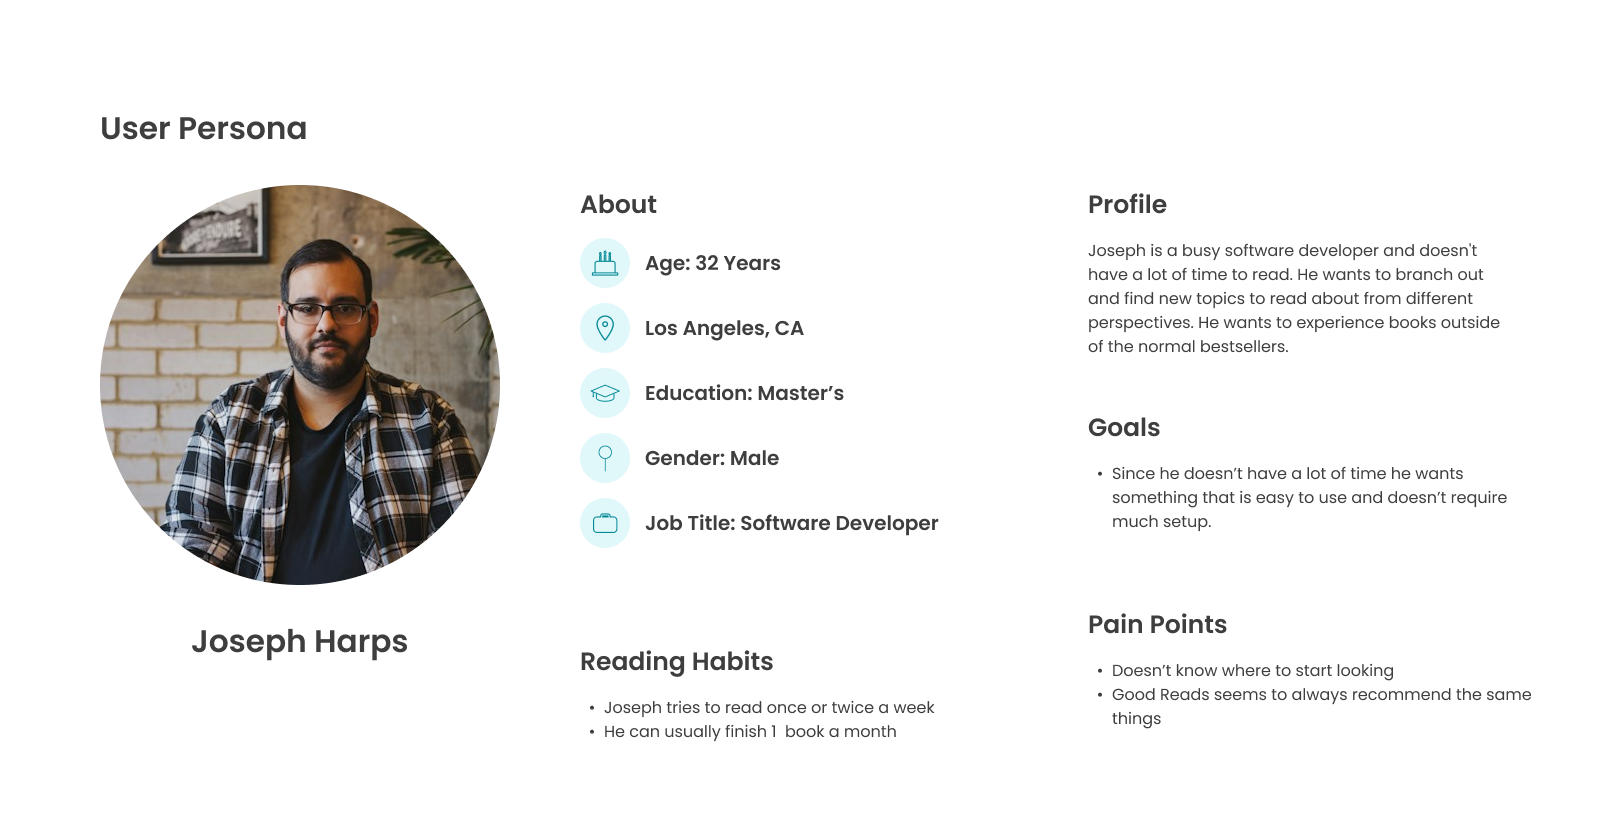 User Persona
Joseph Harps
About
Age: 32 Years
Los Angeles, CA
Education: Master’s
Gender: Male
Job Title: Software Developer
Reading Habits
• Joseph tries to read once or twice a week
• He can usually finish 1  book a month
Profile
Joseph is a busy software developer and doesn't
have a lot of time to read. He wants to branch out
and find new topics to read about from different
perspectives. He wants to experience books outside
of the normal bestsellers.
Goals
• Since he doesn’t have a lot of time he wants
something that is easy to use and doesn’t require
much setup.
Pain Points
• Doesn’t know where to start looking
• Good Reads seems to always recommend the same
things